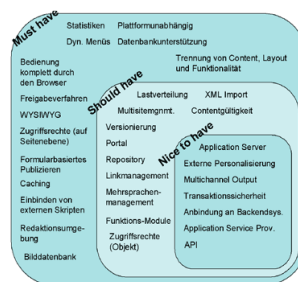 Must have
Statistiken
Plattformunabhängig
Dyn. Menüs
Datenbankunterstützung
Bedienung
komplett durch
den Browser
Freigabeverfahren
WYSIWYG
Zugriffsrechte (auf
Seitenebene)
Formularbasiertes
Publizieren
Caching
Einbinden von
externen Skripten
Redaktionsumge-
bung
Bilddatenbank
Trennung von Content, Layout
und Funktionalität
Should have
Lastverteilung
XML Import
Multisitemgnmt.
Contentgültigkeit
Versionierung
Portal
Repository
Linkmanagement
Mehrsprachen-
management
Funktions-Module
Zugriffsrechte
(Objekt)
Nice to have
Application Server
Externe Personalisierung
Multichannel Output
Transaktionssicherheit
Anbindung an Backendsys.
Application Service Prov.
API